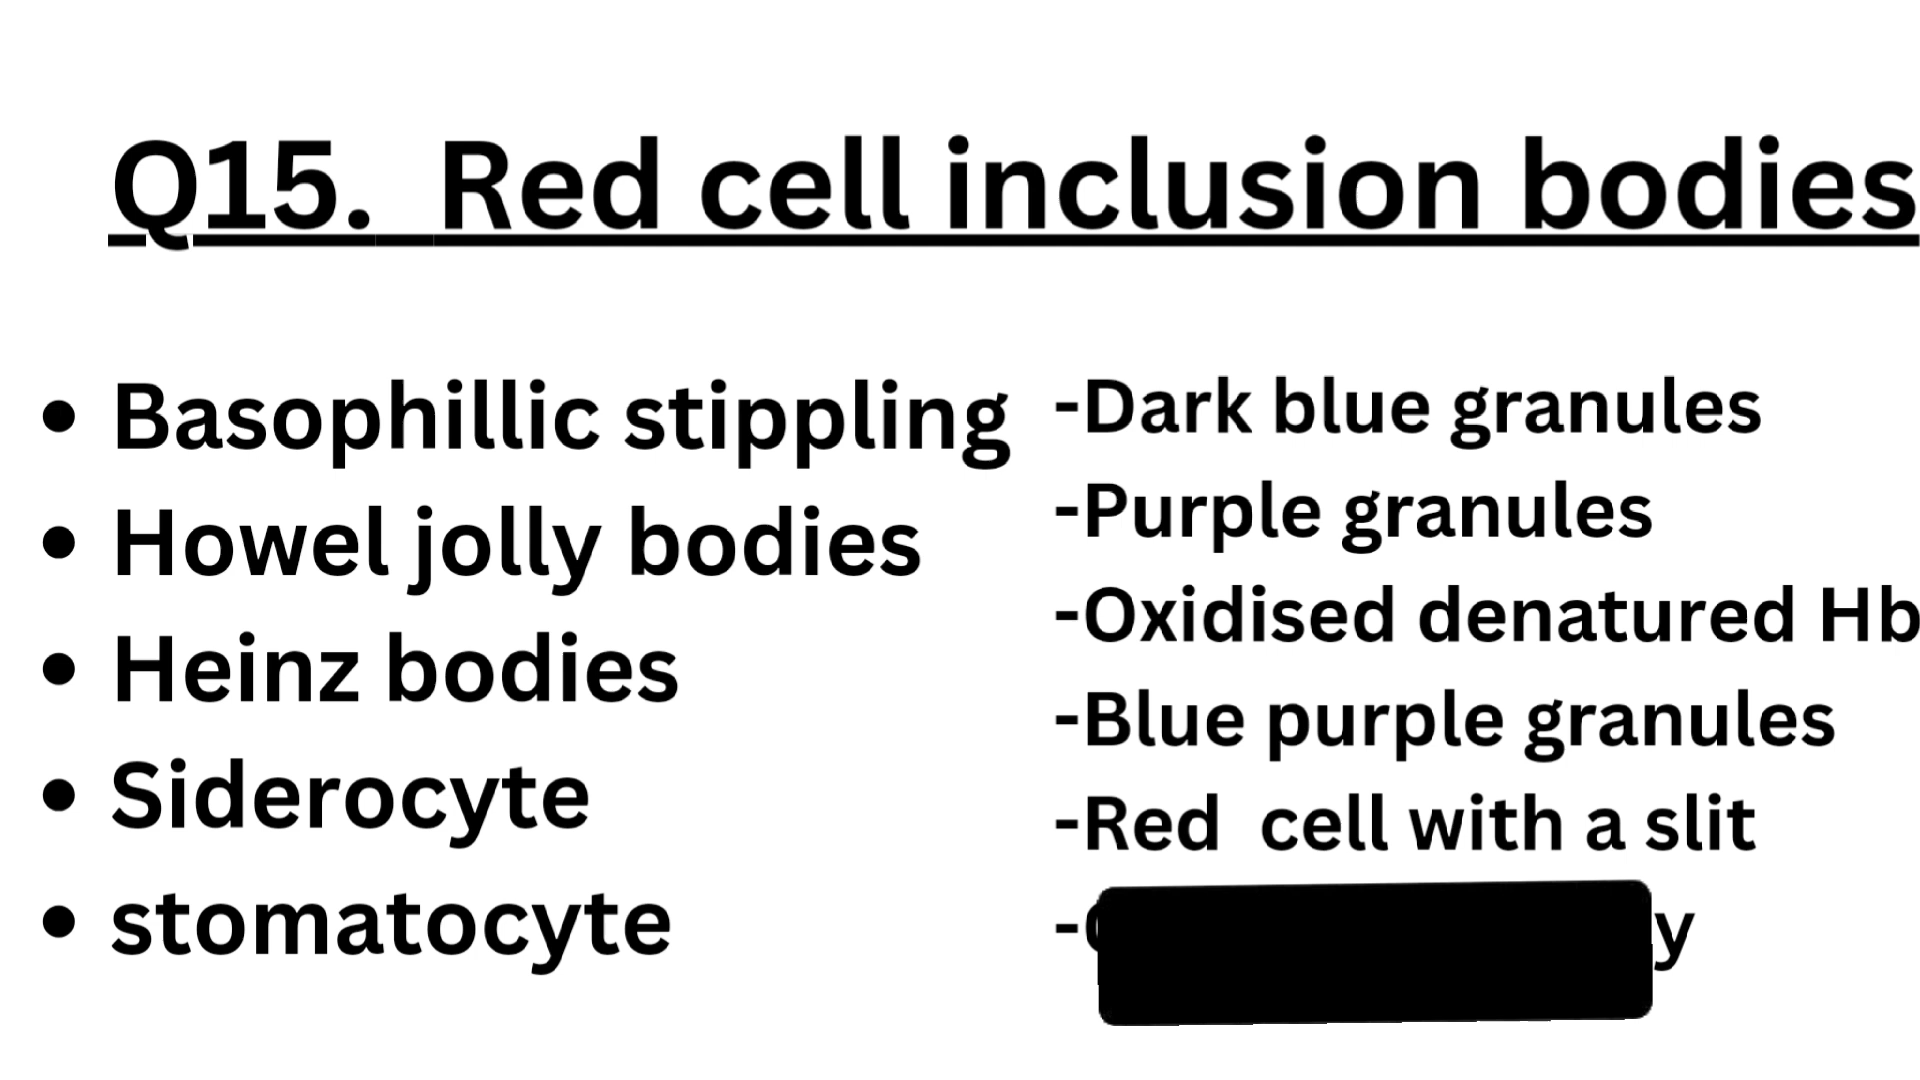 Q15. Red cell inclusion bodies
• Basophillic stippling
• Howel jolly bodies
• Heinz bodies
• Siderocyte
• stomatocyte
-Dark blue granules
-Purple granules
-Oxidised denatured Hb
-Blue purple granules
-Red cell with a slit